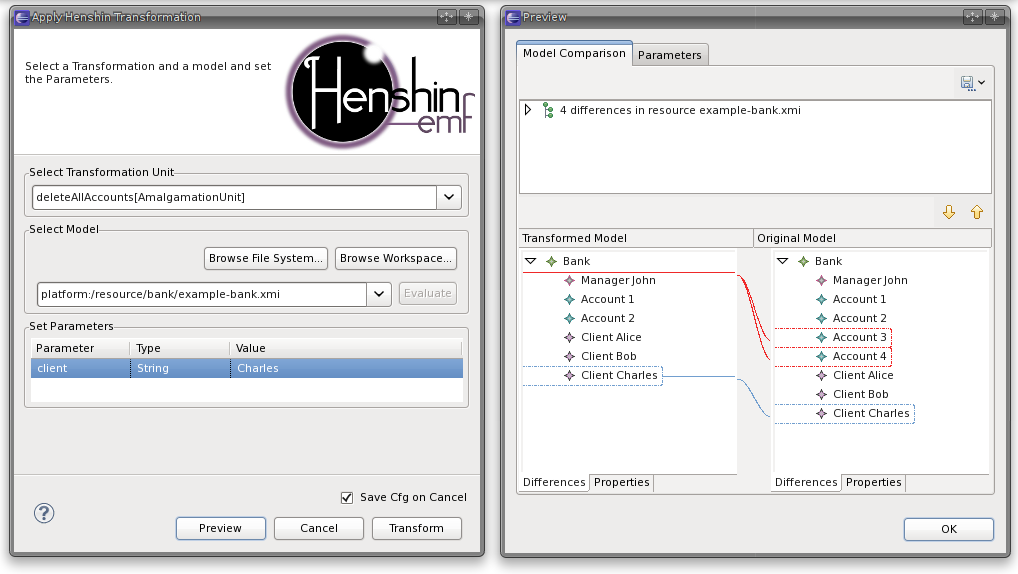 Apply Henshin Transformation
Select a Transformation and a model and set
the Parameters.
Henshin
emf
Select Transformation Unit
deleteAllAccounts[AmalgamationUnit]
Select Model
Browse File System...
Browse Workspace...
platform:/resource/bank/example-bank.xmi
Evaluate
Set Parameters
Parameter Type Value
client String Charles
Save Cfg on Cancel
?
Preview Cancel Transform
Preview
Model Comparison Parameters
4 differences in resource example-bank.xmi
Transformed Model
Bank
Manager John
Account 1
Account 2
Client Alice
Client Bob
Client Charles
Differences Properties
Original Model
Bank
Manager John
Account 1
Account 2
Account 3
Account 4
Client Alice
Client Bob
Client Charles
Differences Properties
OK